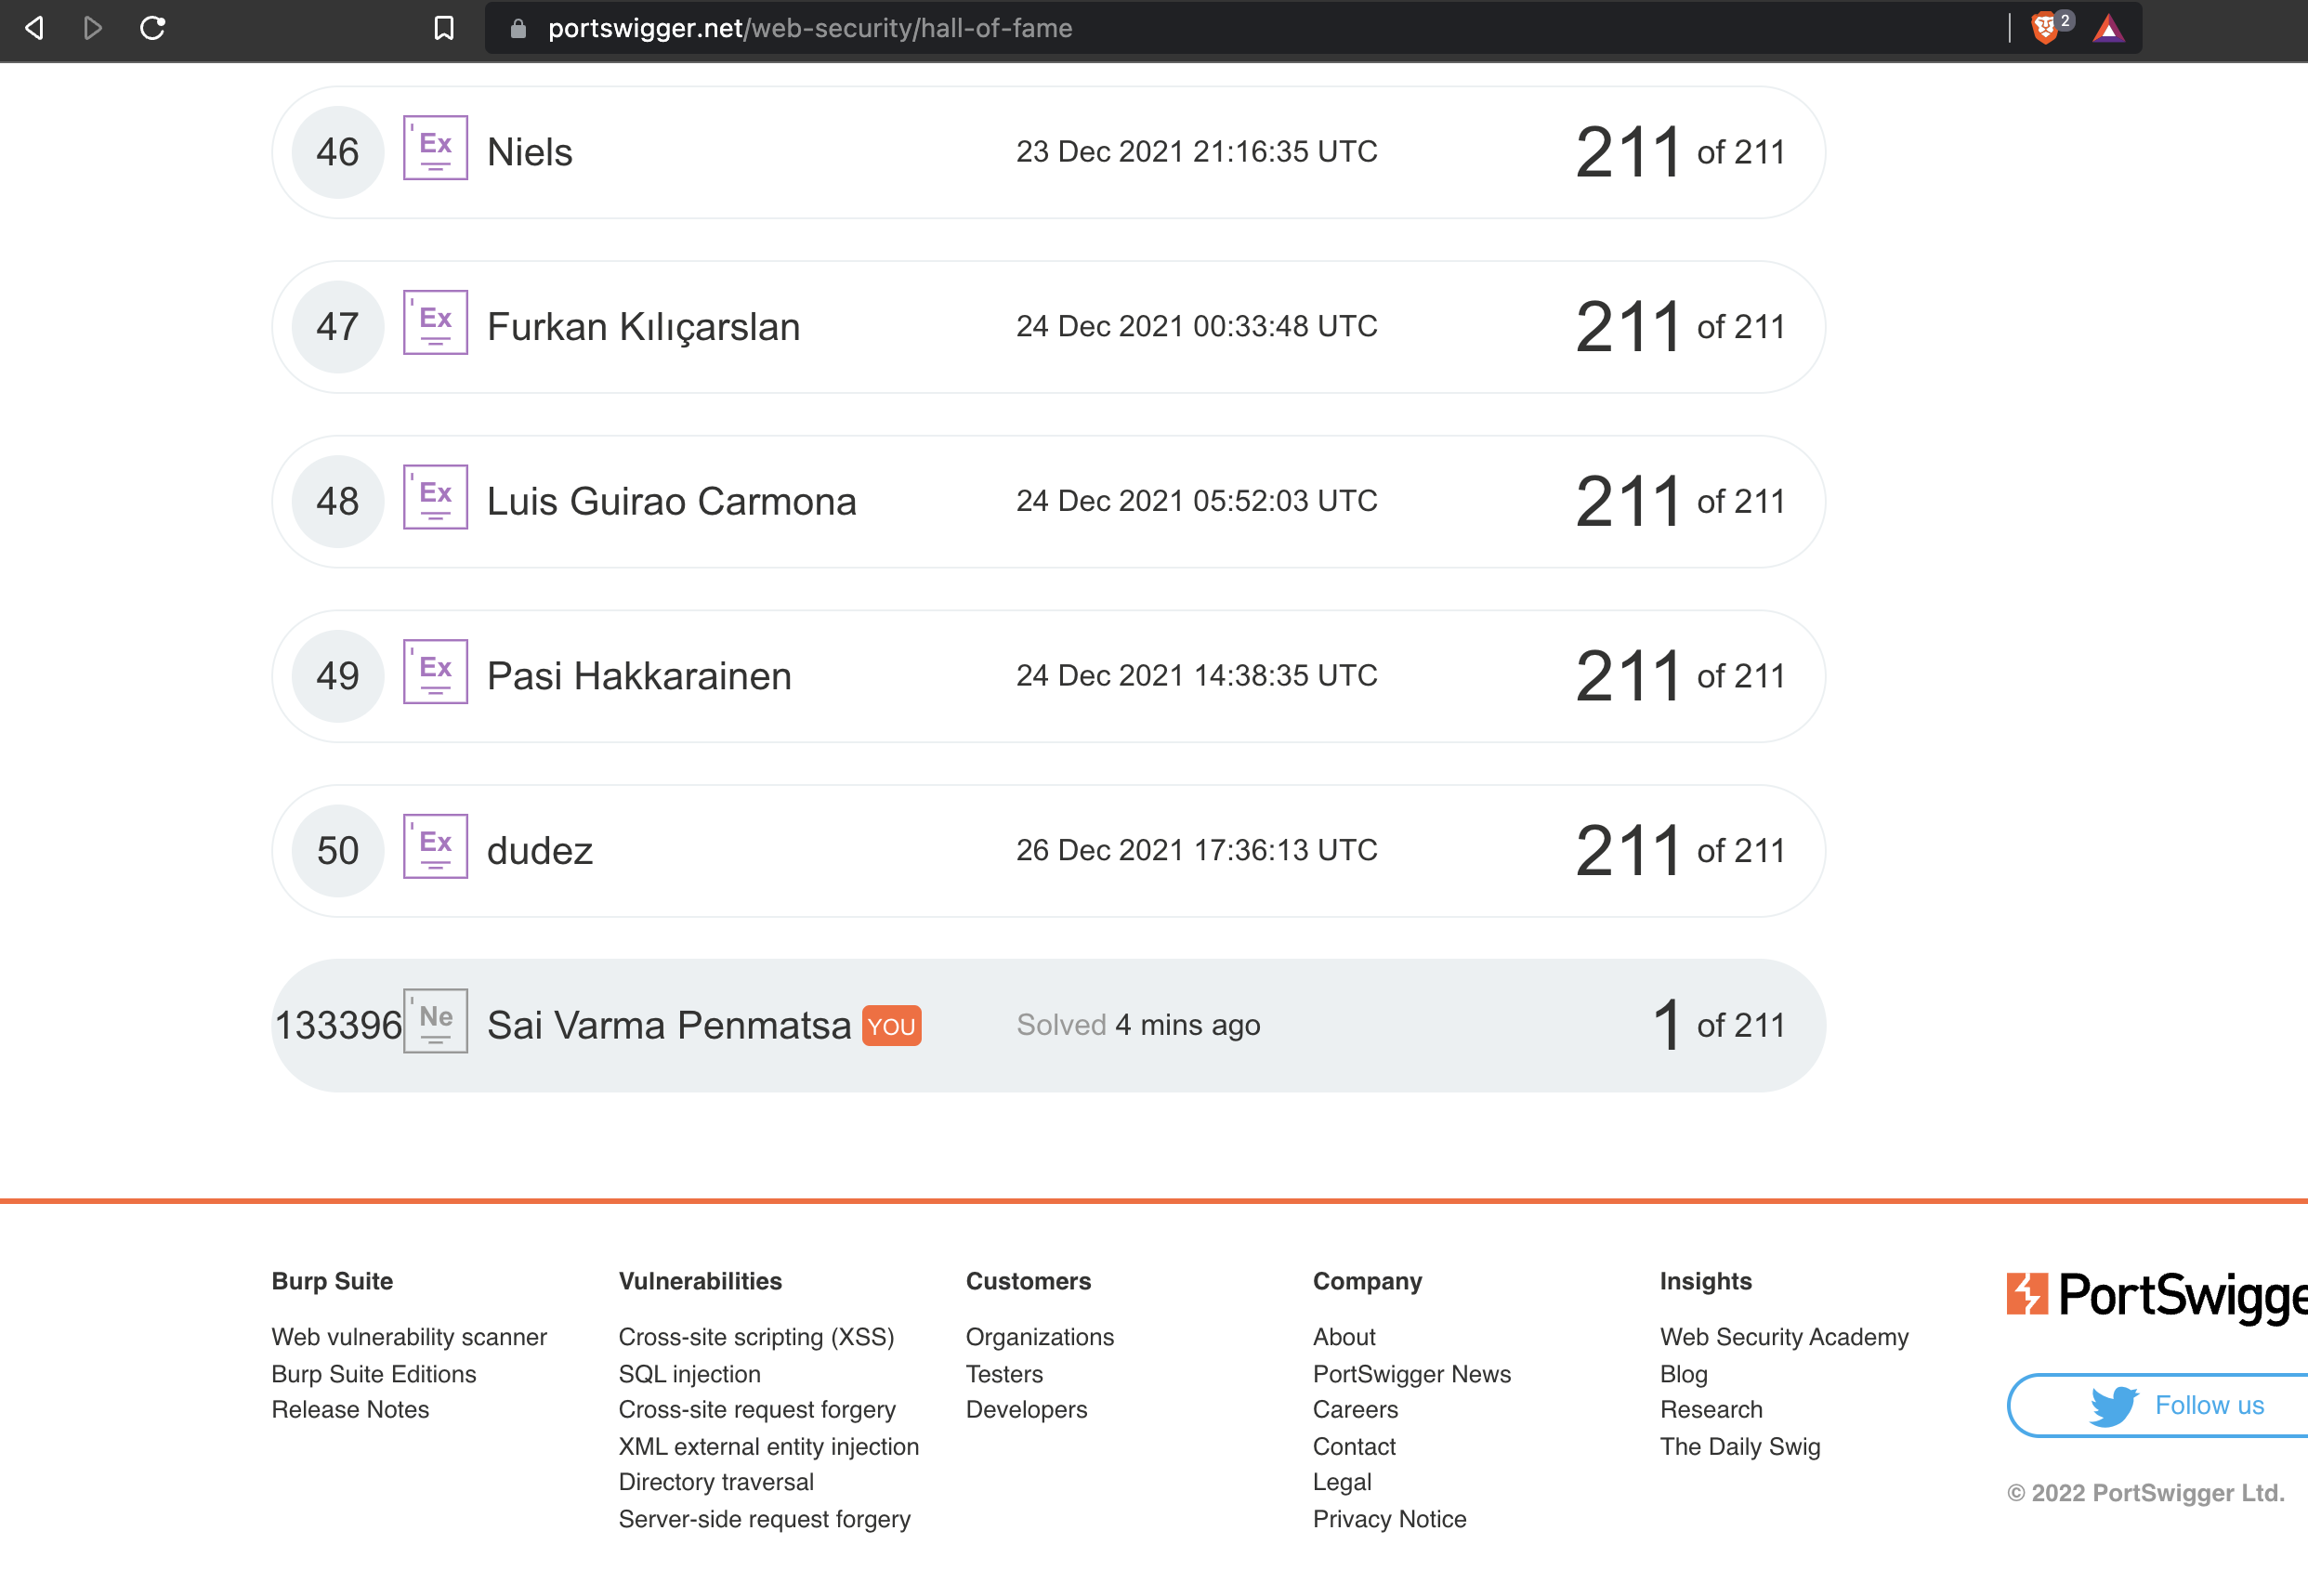 portswigger.net/web-security/hall-of-fame 2
46 Ex Niels 23 Dec 2021 21:16:35 UTC 211 of 211
47 Ex Furkan Kılıçarslan 24 Dec 2021 00:33:48 UTC 211 of 211
48 Ex Luis Guirao Carmona 24 Dec 2021 05:52:03 UTC 211 of 211
49 Ex Pasi Hakkarainen 24 Dec 2021 14:38:35 UTC 211 of 211
50 Ex dudez 26 Dec 2021 17:36:13 UTC 211 of 211
133396 Ne Sai Varma Penmatsa YOU Solved 4 mins ago 1 of 211
Burp Suite
Web vulnerability scanner
Burp Suite Editions
Release Notes
Vulnerabilities
Cross-site scripting (XSS)
SQL injection
Cross-site request forgery
XML external entity injection
Directory traversal
Server-side request forgery
Customers
Organizations
Testers
Developers
Company
About
PortSwigger News
Careers
Contact
Legal
Privacy Notice
Insights
Web Security Academy
Blog
Research
The Daily Swig
PortSwigge
Follow us
© 2022 PortSwigger Ltd.